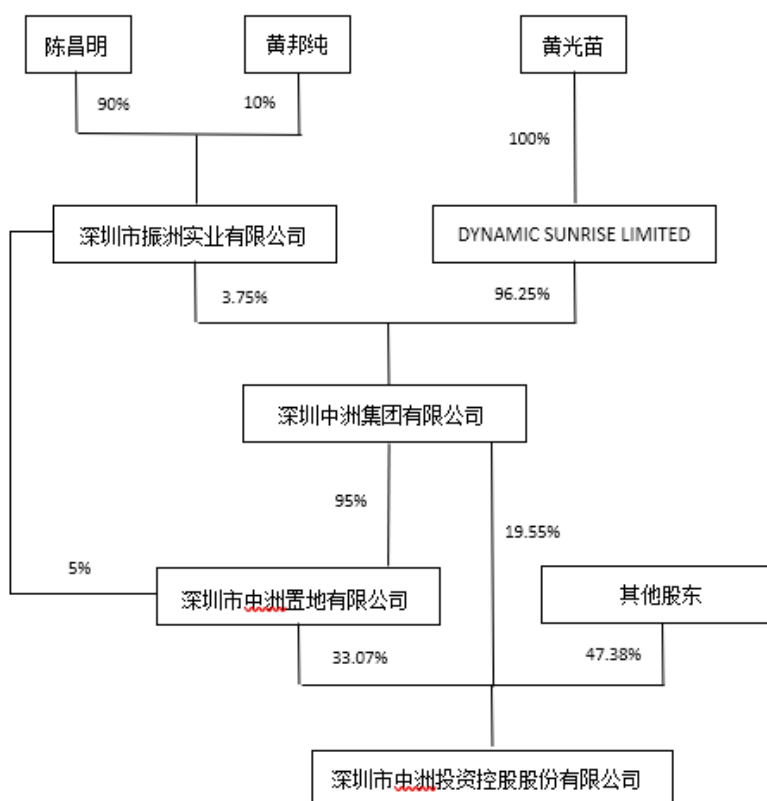 陈昌明
黄邦纯
黄光苗
90%
10%
100%
深圳市振洲实业有限公司
DYNAMIC SUNRISE LIMITED
3.75%
96.25%
深圳中洲集团有限公司
95%
19.55%
5%
深圳市中洲置地有限公司
其他股东
33.07%
47.38%
深圳市中洲投资控股股份有限公司